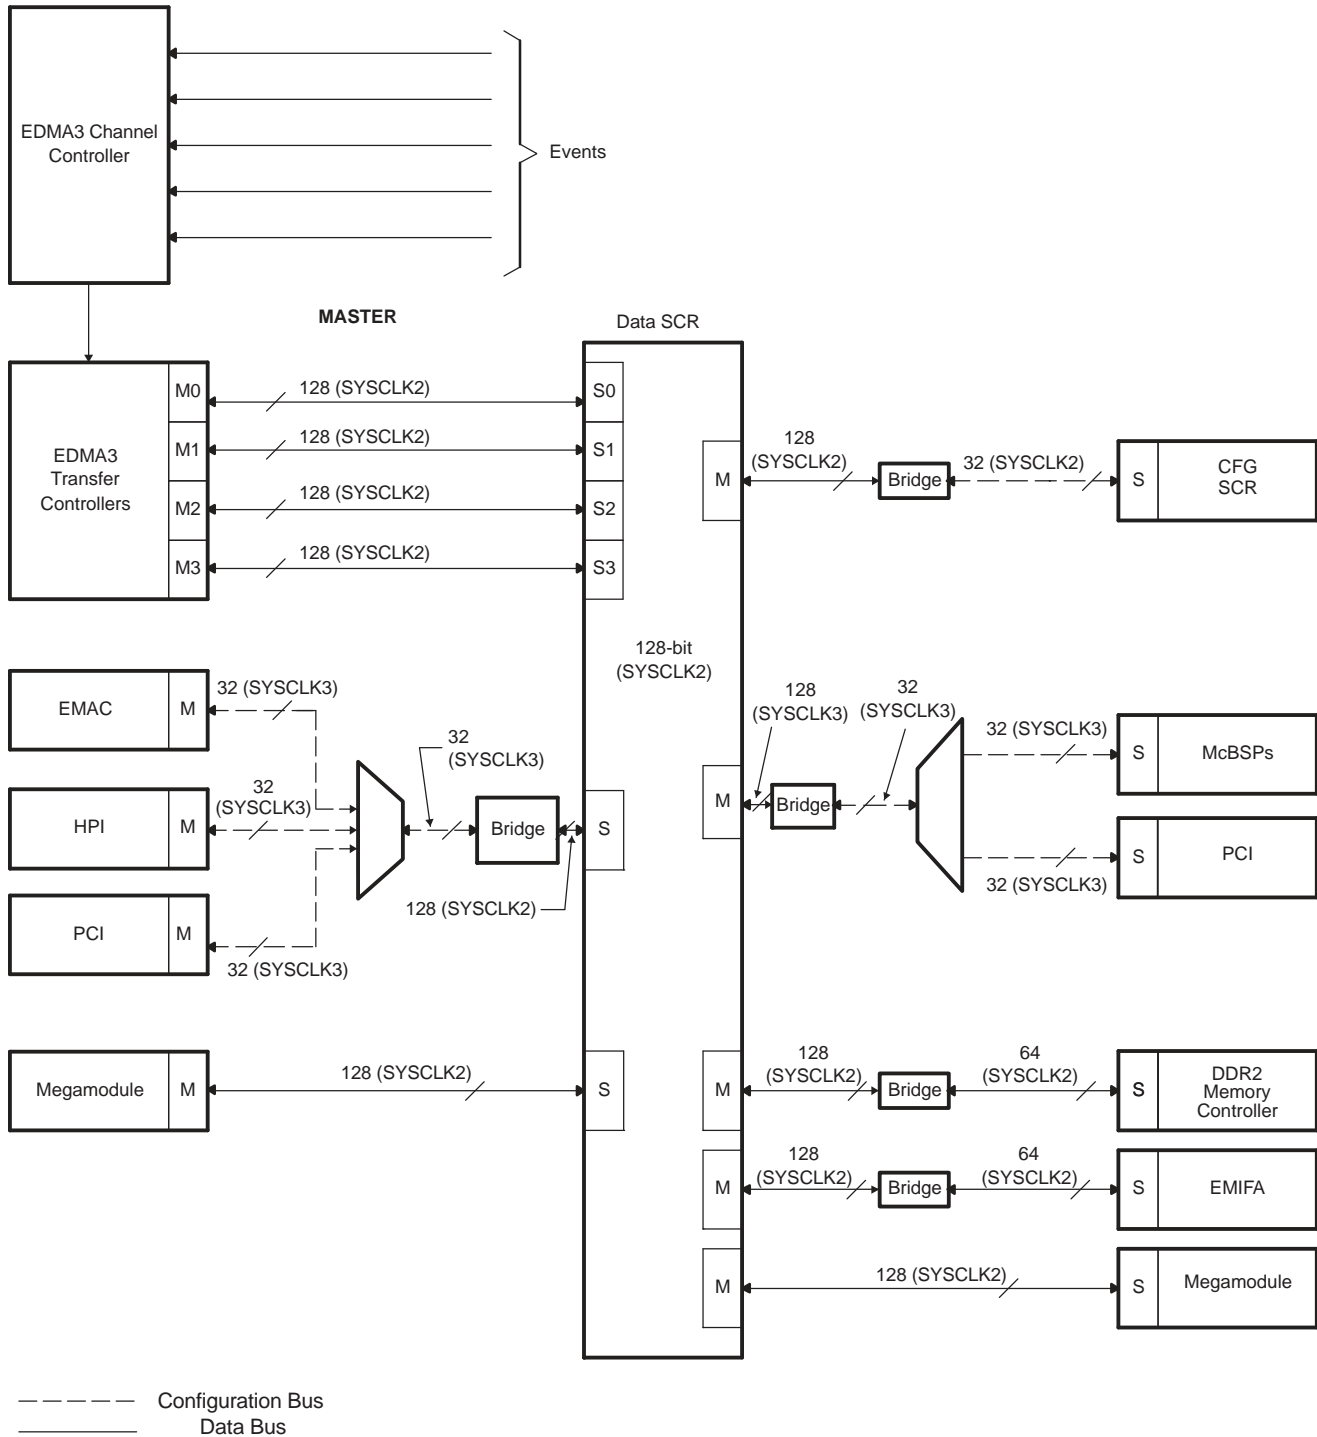 EDMA3 Channel
Controller
Events
MASTER
Data SCR
M0
128 (SYSCLK2)
S0
EDMA3
Transfer
Controllers
M1
128 (SYSCLK2)
S1
M2
128 (SYSCLK2)
S2
M3
128 (SYSCLK2)
S3
M
128
(SYSCLK2)
Bridge
32 (SYSCLK2)
S
CFG
SCR
128-bit
(SYSCLK2)
EMAC
M
32 (SYSCLK3)
HPI
M
32
(SYSCLK3)
PCI
M
32 (SYSCLK3)
32
(SYSCLK3)
Bridge
128 (SYSCLK2)
S
M
128
(SYSCLK3)
Bridge
32
(SYSCLK3)
32 (SYSCLK3)
S
McBSPs
32 (SYSCLK3)
S
PCI
Megamodule
M
128 (SYSCLK2)
S
M
128
(SYSCLK2)
Bridge
64
(SYSCLK2)
S
DDR2
Memory
Controller
M
128
(SYSCLK2)
Bridge
64
(SYSCLK2)
S
EMIFA
M
128 (SYSCLK2)
S
Megamodule
Configuration Bus
Data Bus